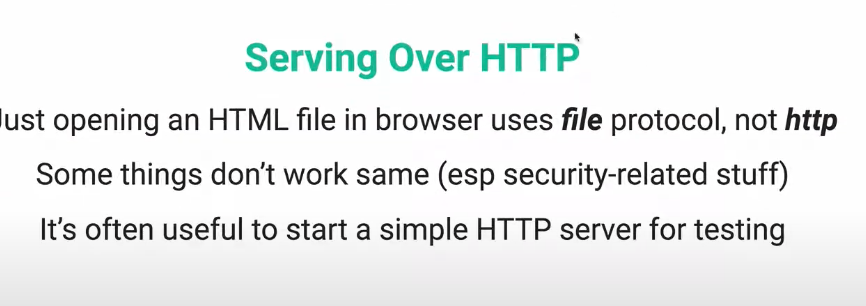 Serving Over HTTP
Just opening an HTML file in browser uses file protocol, not http
Some things don't work same (esp security-related stuff)
It's often useful to start a simple HTTP server for testing